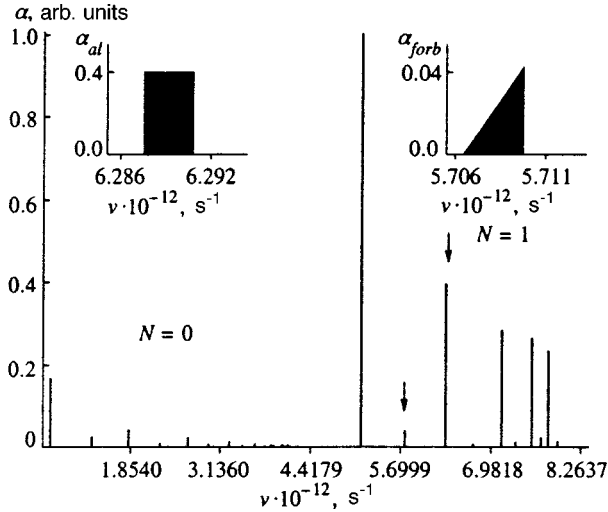 α, arb. units
1.0
0.8
0.6
0.4
0.2
0
α_al
0.4
0.0
6.286 6.292
ν·10⁻¹², s⁻¹
α_forb
0.04
0.0
5.706 5.711
ν·10⁻¹², s⁻¹
N = 1
N = 0
1.8540 3.1360 4.4179 5.6999 6.9818 8.2637
ν·10⁻¹², s⁻¹